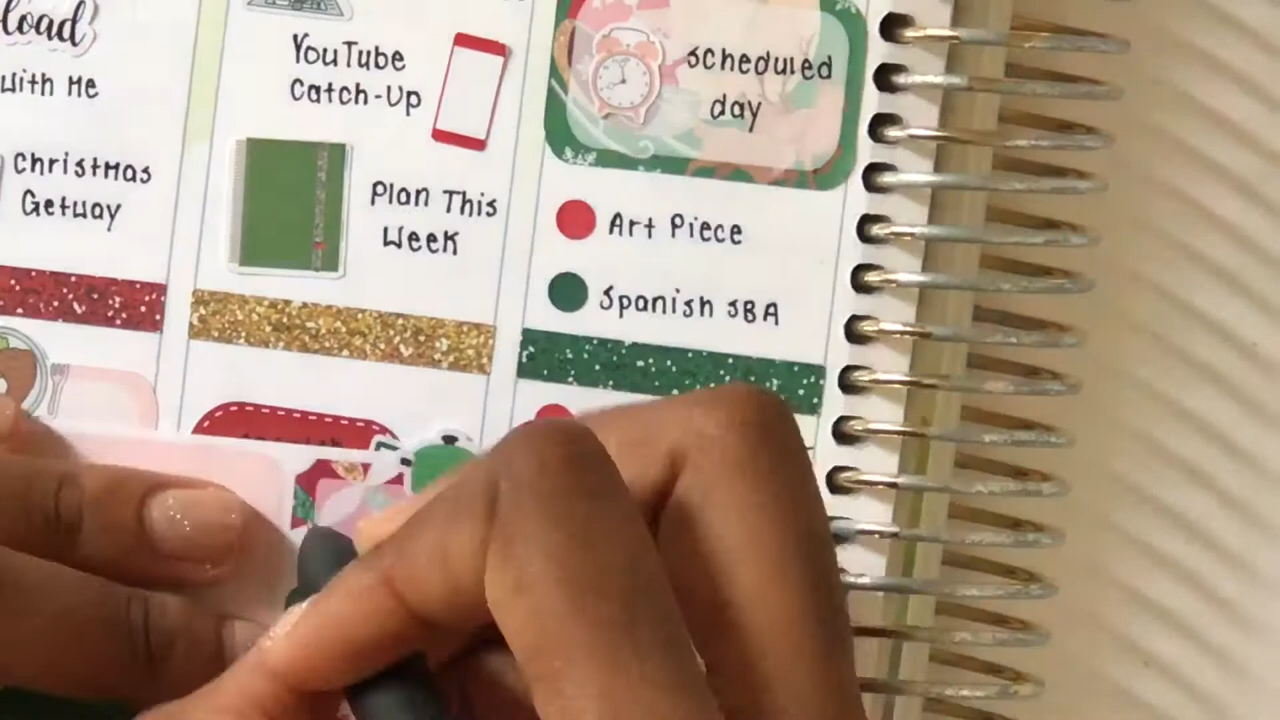 load
with Me
Christmas
Getway
YouTube
Catch-Up
Plan This
Week
scheduled
day
Art Piece
Spanish SBA